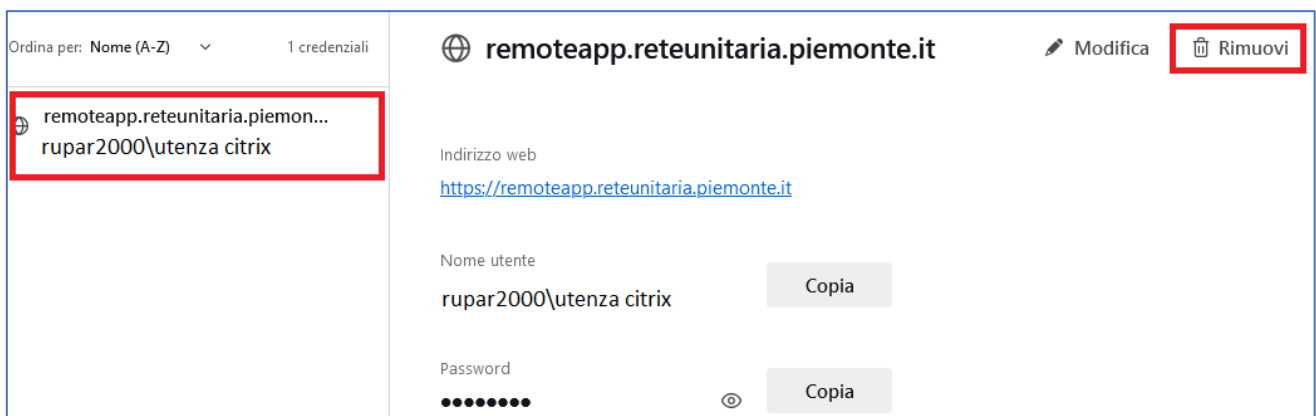 Ordina per: Nome (A-Z) 1 credenziali
remoteapp.reteunitaria.piemon...
rupar2000\utenza citrix
remoteapp.reteunitaria.piemonte.it Modifica Rimuovi
Indirizzo web
https://remoteapp.reteunitaria.piemonte.it
Nome utente
rupar2000\utenza citrix Copia
Password
●●●●●●●● Copia